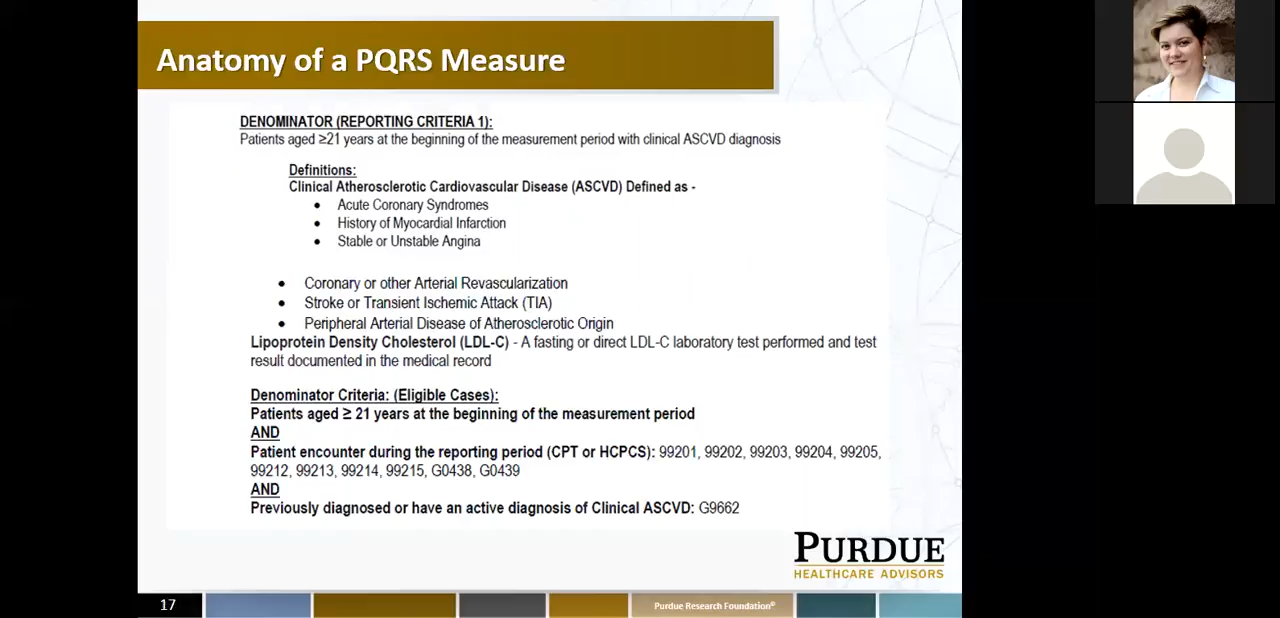 Anatomy of a PQRS Measure
DENOMINATOR (REPORTING CRITERIA 1):
Patients aged ≥21 years at the beginning of the measurement period with clinical ASCVD diagnosis
Definitions:
Clinical Atherosclerotic Cardiovascular Disease (ASCVD) Defined as -
• Acute Coronary Syndromes
• History of Myocardial Infarction
• Stable or Unstable Angina
• Coronary or other Arterial Revascularization
• Stroke or Transient Ischemic Attack (TIA)
• Peripheral Arterial Disease of Atherosclerotic Origin
Lipoprotein Density Cholesterol (LDL-C) - A fasting or direct LDL-C laboratory test performed and test
result documented in the medical record
Denominator Criteria: (Eligible Cases):
Patients aged ≥ 21 years at the beginning of the measurement period
AND
Patient encounter during the reporting period (CPT or HCPCS): 99201, 99202, 99203, 99204, 99205,
99212, 99213, 99214, 99215, G0438, G0439
AND
Previously diagnosed or have an active diagnosis of Clinical ASCVD: G9662
PURDUE
HEALTHCARE ADVISORS
17
Purdue Research Foundation©